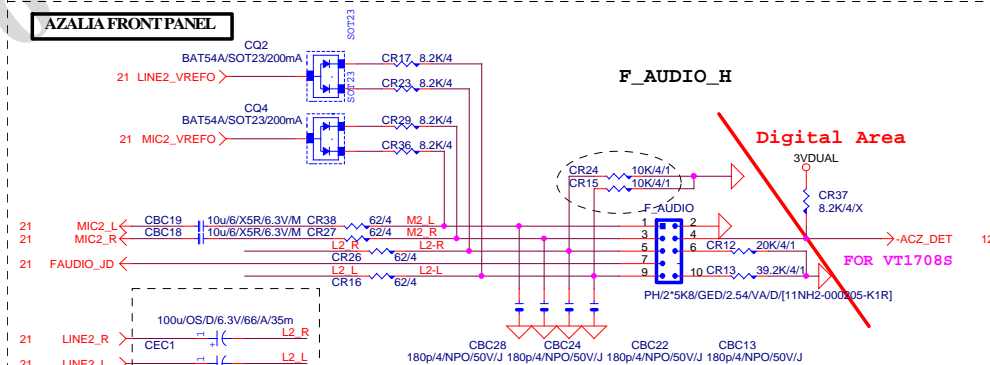 AZALIA FRONT PANEL
SOT23
CQ2
BAT54A/SOT23/200mA
CR17 8.2K/4
F_AUDIO_H
21 LINE2_VREFO
CR23 8.2K/4
SOT23
CQ4
BAT54A/SOT23/200mA
CR29 8.2K/4
21 MIC2_VREFO
CR36 8.2K/4
Digital Area
3VDUAL
CR24 10K/4/1
CR15 10K/4/1
CR37
8.2K/4/X
F_AUDIO
21 MIC2_L CBC19 10u/6/X5R/6.3V/M CR38 62/4 M2_L
1 2
21 MIC2_R CBC18 10u/6/X5R/6.3V/M CR27 62/4 M2_R
3 4
-ACZ_DET
12
L2_R L2-R
CR26 62/4
5 6 CR12 20K/4/1
FOR VT1708S
21 FAUDIO_JD
7
L2_L L2-L
CR16 62/4
9 10 CR13 39.2K/4/1
PH/2*5K8/GED/2.54/VA/D/[11NH2-000205-K1R]
100u/OS/D/6.3V/66/A/35m
21 LINE2_R
CEC1
1
+
L2_R
CBC28 CBC24 CBC22 CBC13
180p/4/NPO/50V/J 180p/4/NPO/50V/J 180p/4/NPO/50V/J 180p/4/NPO/50V/J
21 LINE2_L
1
L2_L